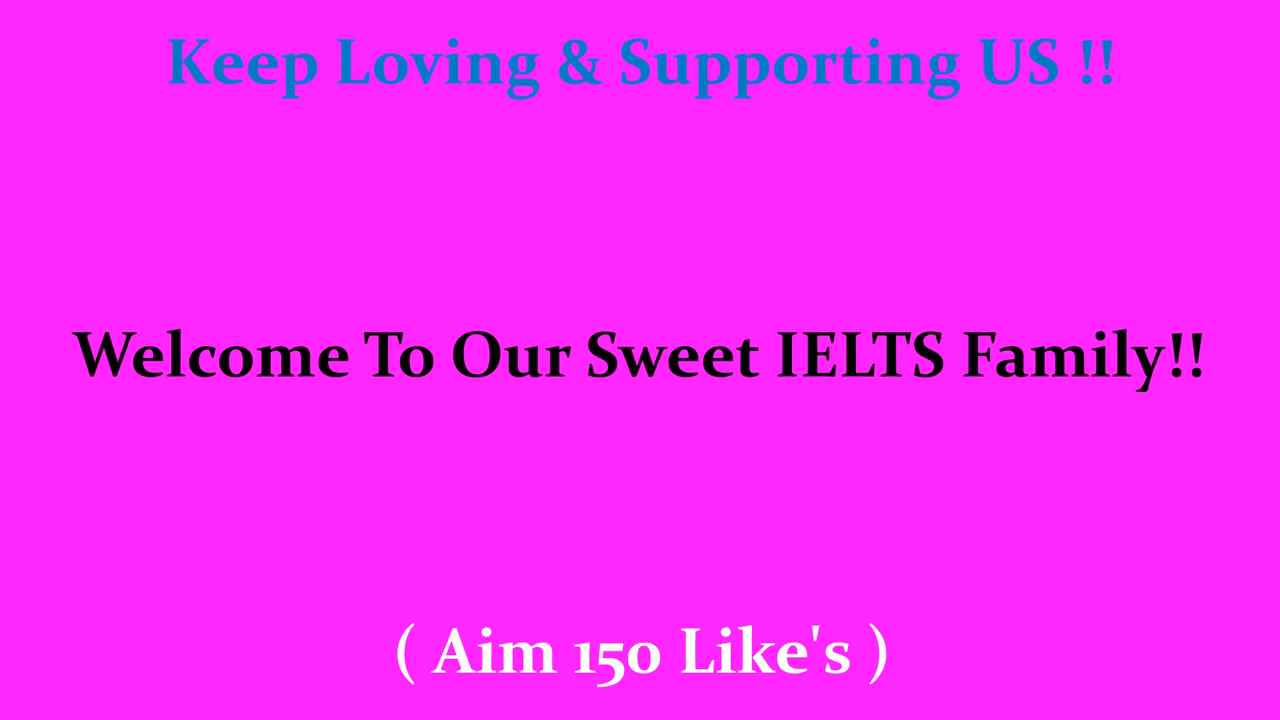 Keep Loving & Supporting US !!
Welcome To Our Sweet IELTS Family!!
( Aim 150 Like's )